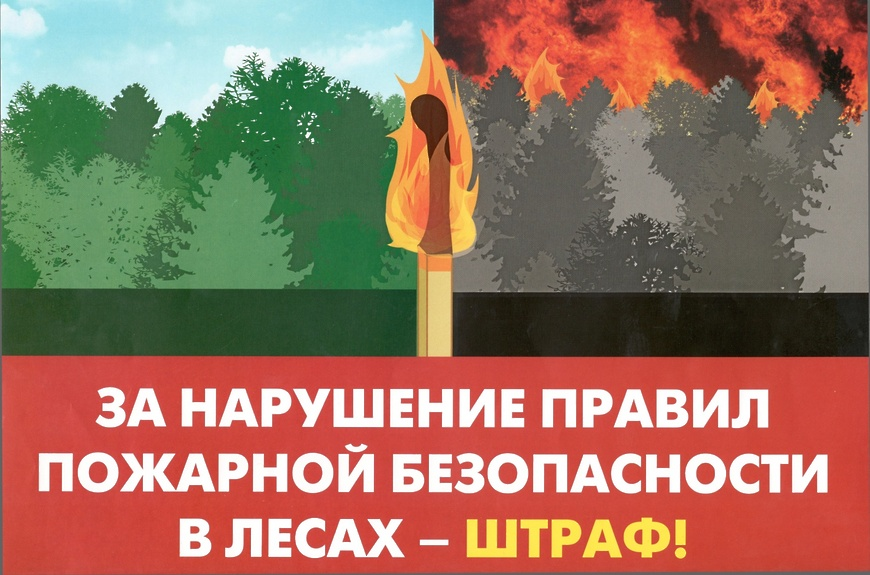 ЗА НАРУШЕНИЕ ПРАВИЛ
ПОЖАРНОЙ БЕЗОПАСНОСТИ
В ЛЕСАХ – ШТРАФ!